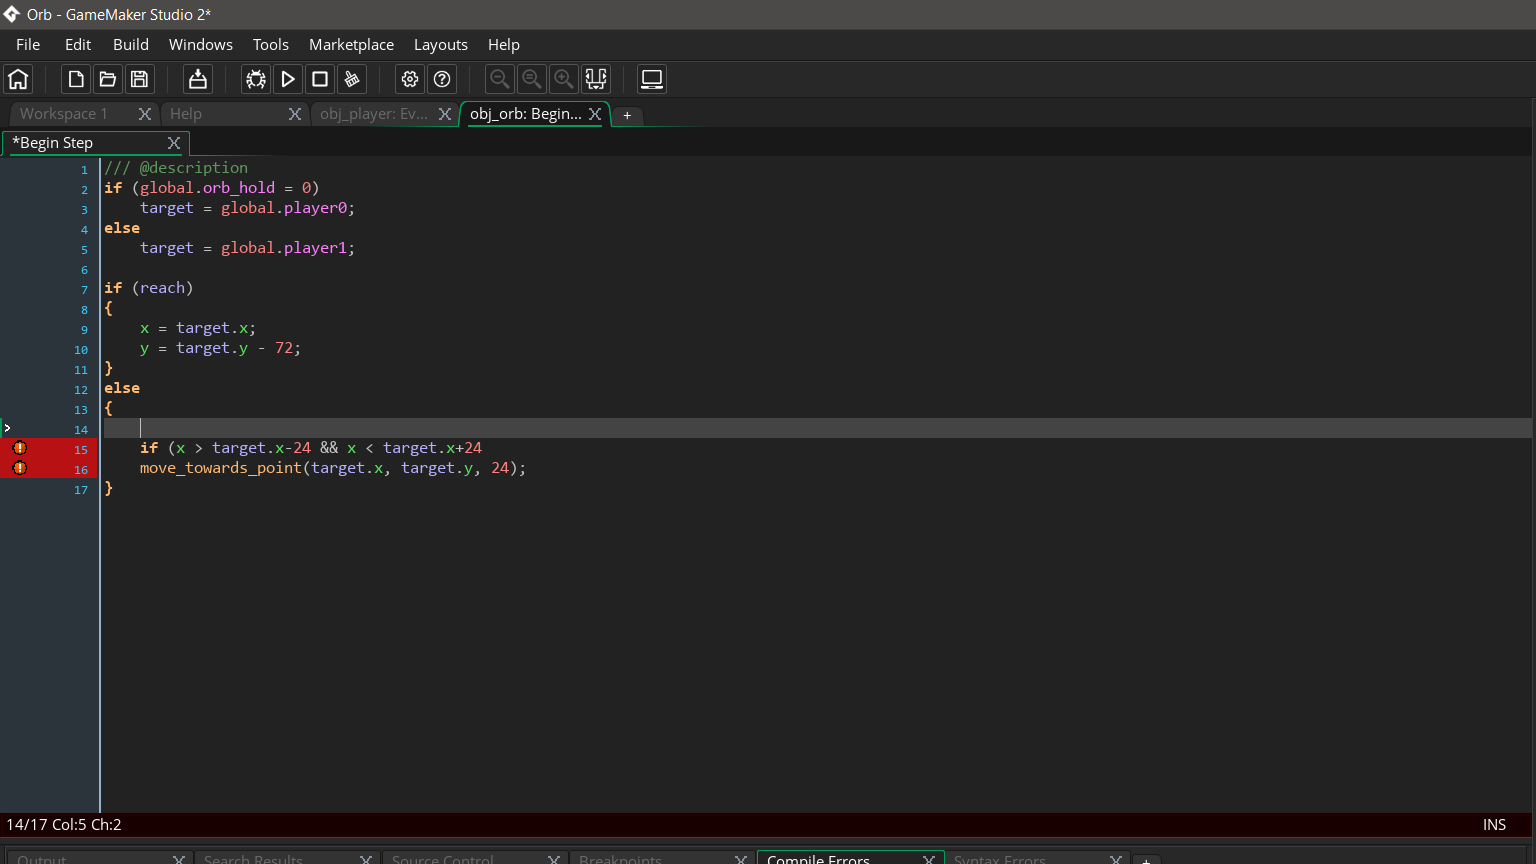 Orb - GameMaker Studio 2*
File Edit Build Windows Tools Marketplace Layouts Help
Workspace 1 X Help X obj_player: Ev... X obj_orb: Begin... X +
*Begin Step X
1 /// @description
2 if (global.orb_hold = 0)
3 target = global.player0;
4 else
5 target = global.player1;
6
7 if (reach)
8 {
9 x = target.x;
10 y = target.y - 72;
11 }
12 else
13 {
14
15 if (x > target.x-24 && x < target.x+24
16 move_towards_point(target.x, target.y, 24);
17 }
14/17 Col:5 Ch:2 INS
Output X Search Results X Source Control X Breakpoints X Compile Errors X Syntax Errors X +